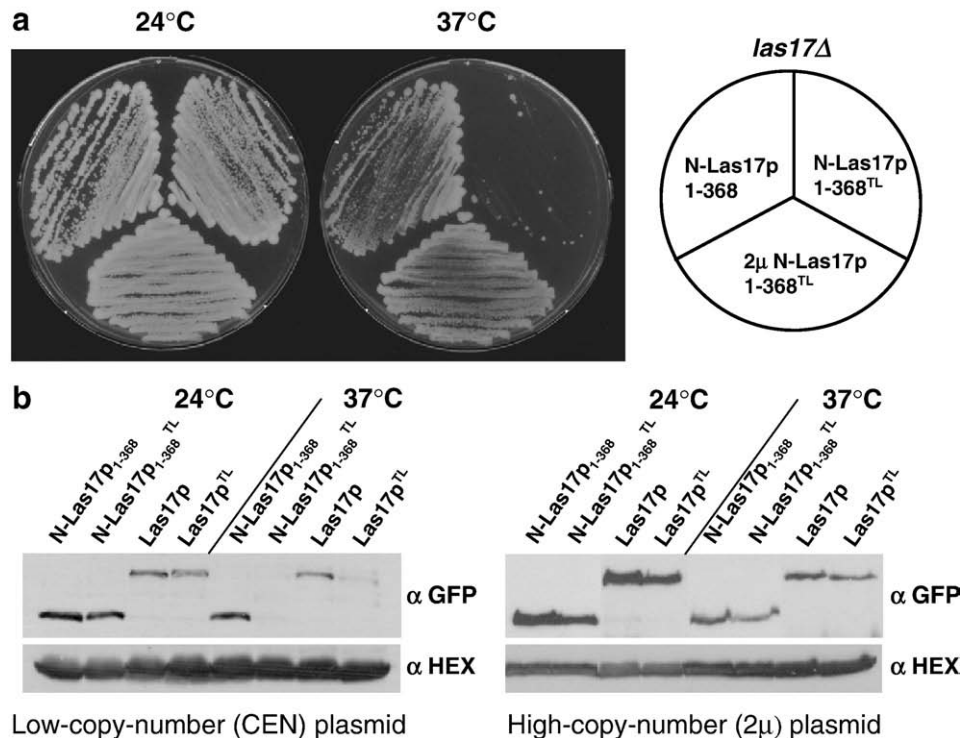 a
24°C
37°C
las17Δ
N-Las17p
1-368
N-Las17p
1-368TL
2µ N-Las17p
1-368TL
b
24°C
37°C
N-Las17p1-368
N-Las17p1-368TL
Las17p
Las17pTL
N-Las17p1-368
N-Las17p1-368TL
Las17p
Las17pTL
α GFP
α HEX
Low-copy-number (CEN) plasmid
24°C
37°C
N-Las17p1-368
N-Las17p1-368TL
Las17p
Las17pTL
N-Las17p1-368
N-Las17p1-368TL
Las17p
Las17pTL
α GFP
α HEX
High-copy-number (2µ) plasmid